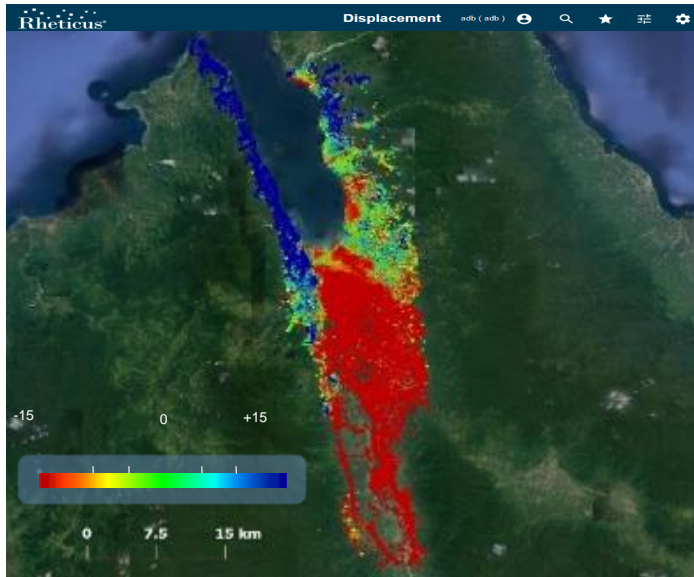 Rheticus®
Displacement
adb ( adb )
-15 0 +15
0 7.5 15 km